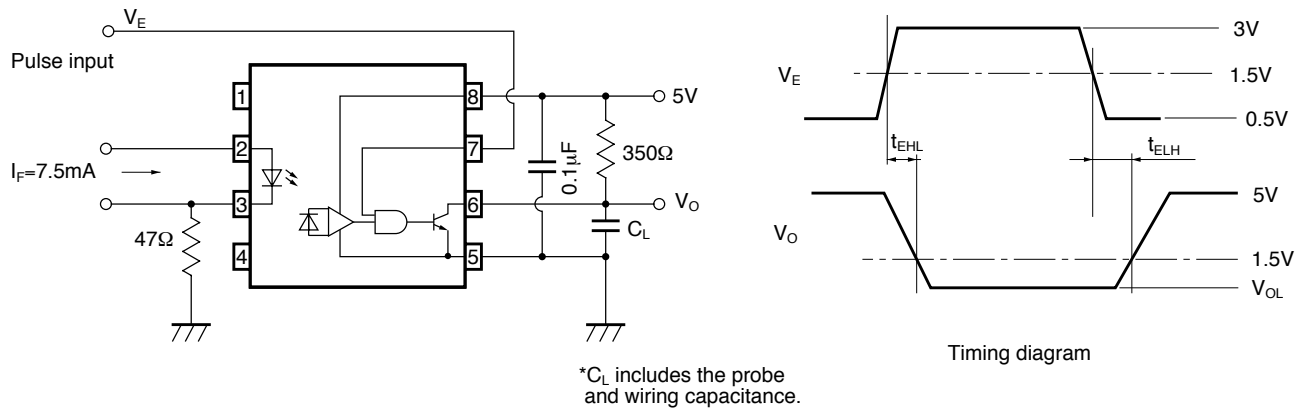 V_E
Pulse input
1
2
3
4
8
7
6
5
I_F=7.5mA
47Ω
0.1μF
5V
350Ω
V_O
C_L
*C_L includes the probe
and wiring capacitance.
V_E
3V
1.5V
0.5V
t_EHL
t_ELH
V_O
5V
1.5V
V_OL
Timing diagram